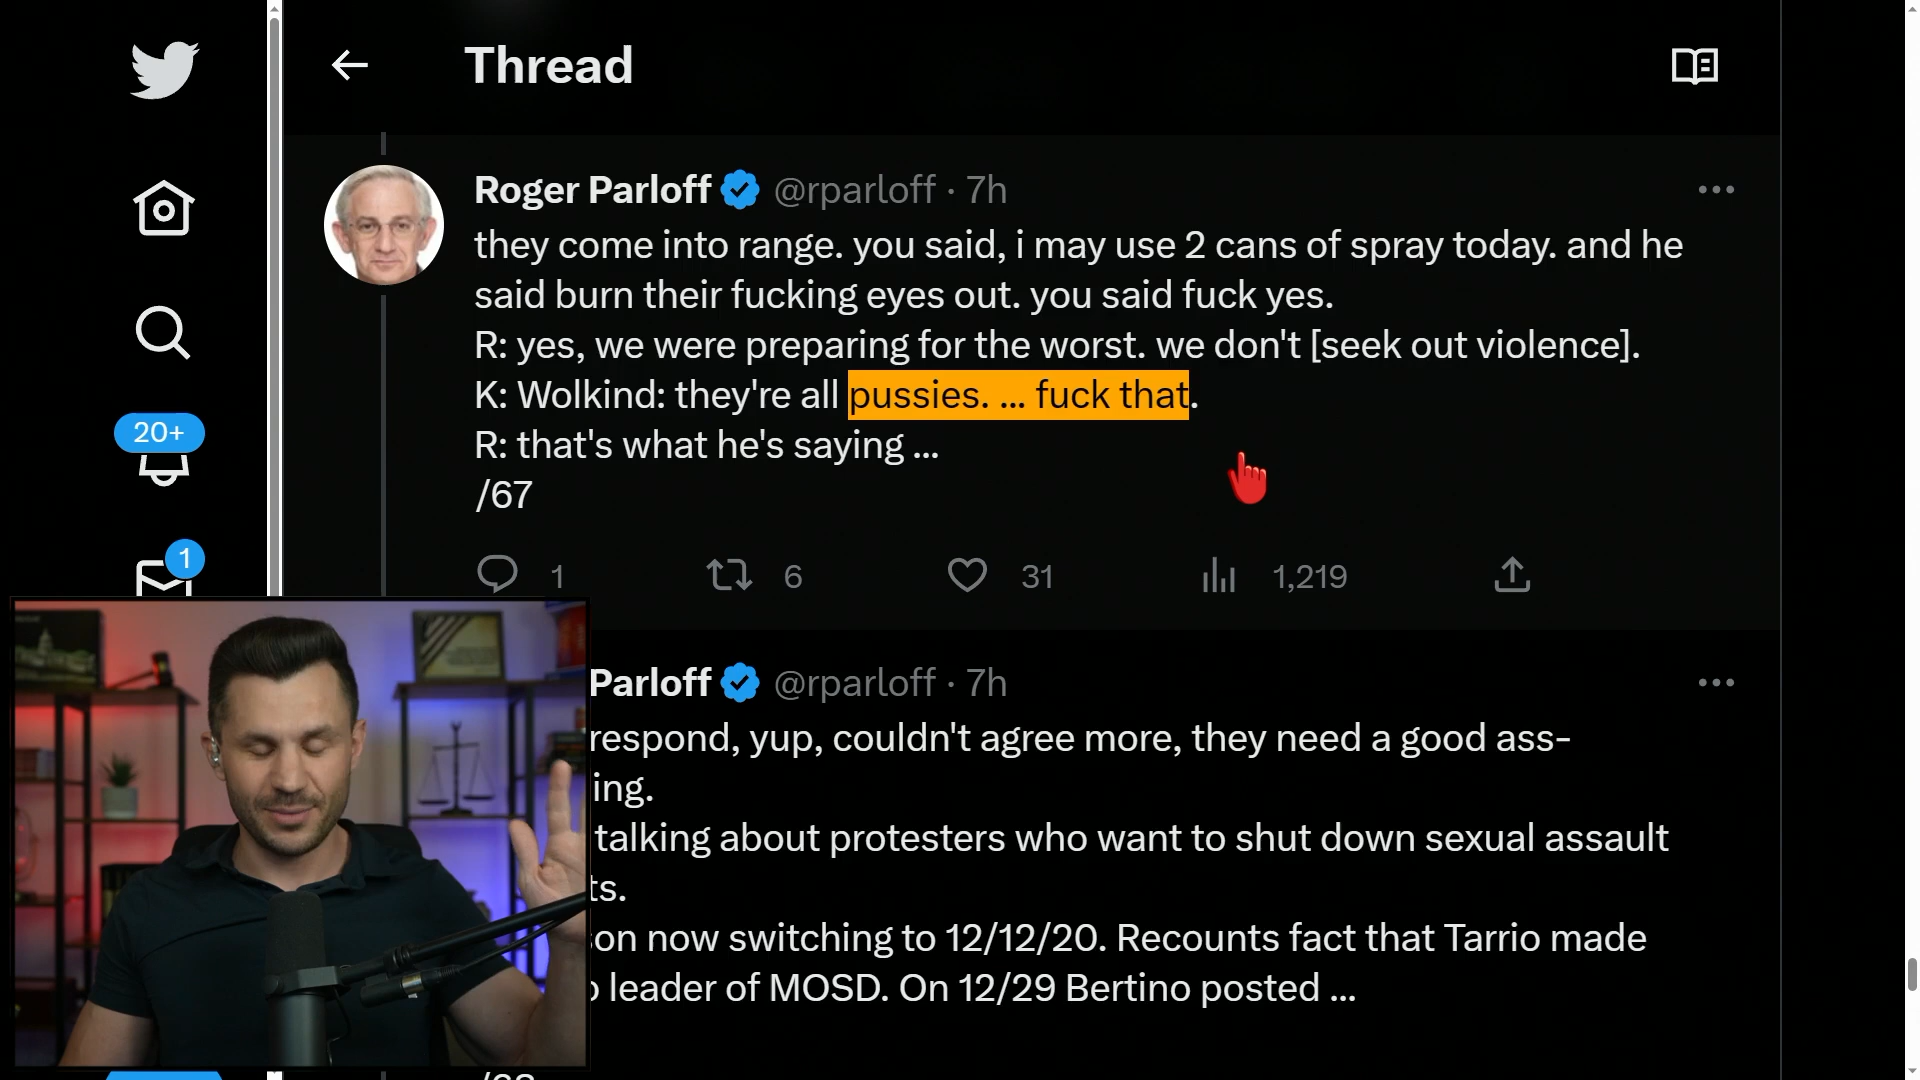 Thread
Roger Parloff @rparloff · 7h
they come into range. you said, i may use 2 cans of spray today. and he
said burn their fucking eyes out. you said fuck yes.
R: yes, we were preparing for the worst. we don't [seek out violence].
K: Wolkind: they're all pussies. ... fuck that.
R: that's what he's saying ...
/67
20+
1
1 6 31 1,219
Parloff @rparloff · 7h
respond, yup, couldn't agree more, they need a good ass-
ing.
talking about protesters who want to shut down sexual assault
ts.
son now switching to 12/12/20. Recounts fact that Tarrio made
leader of MOSD. On 12/29 Bertino posted ...